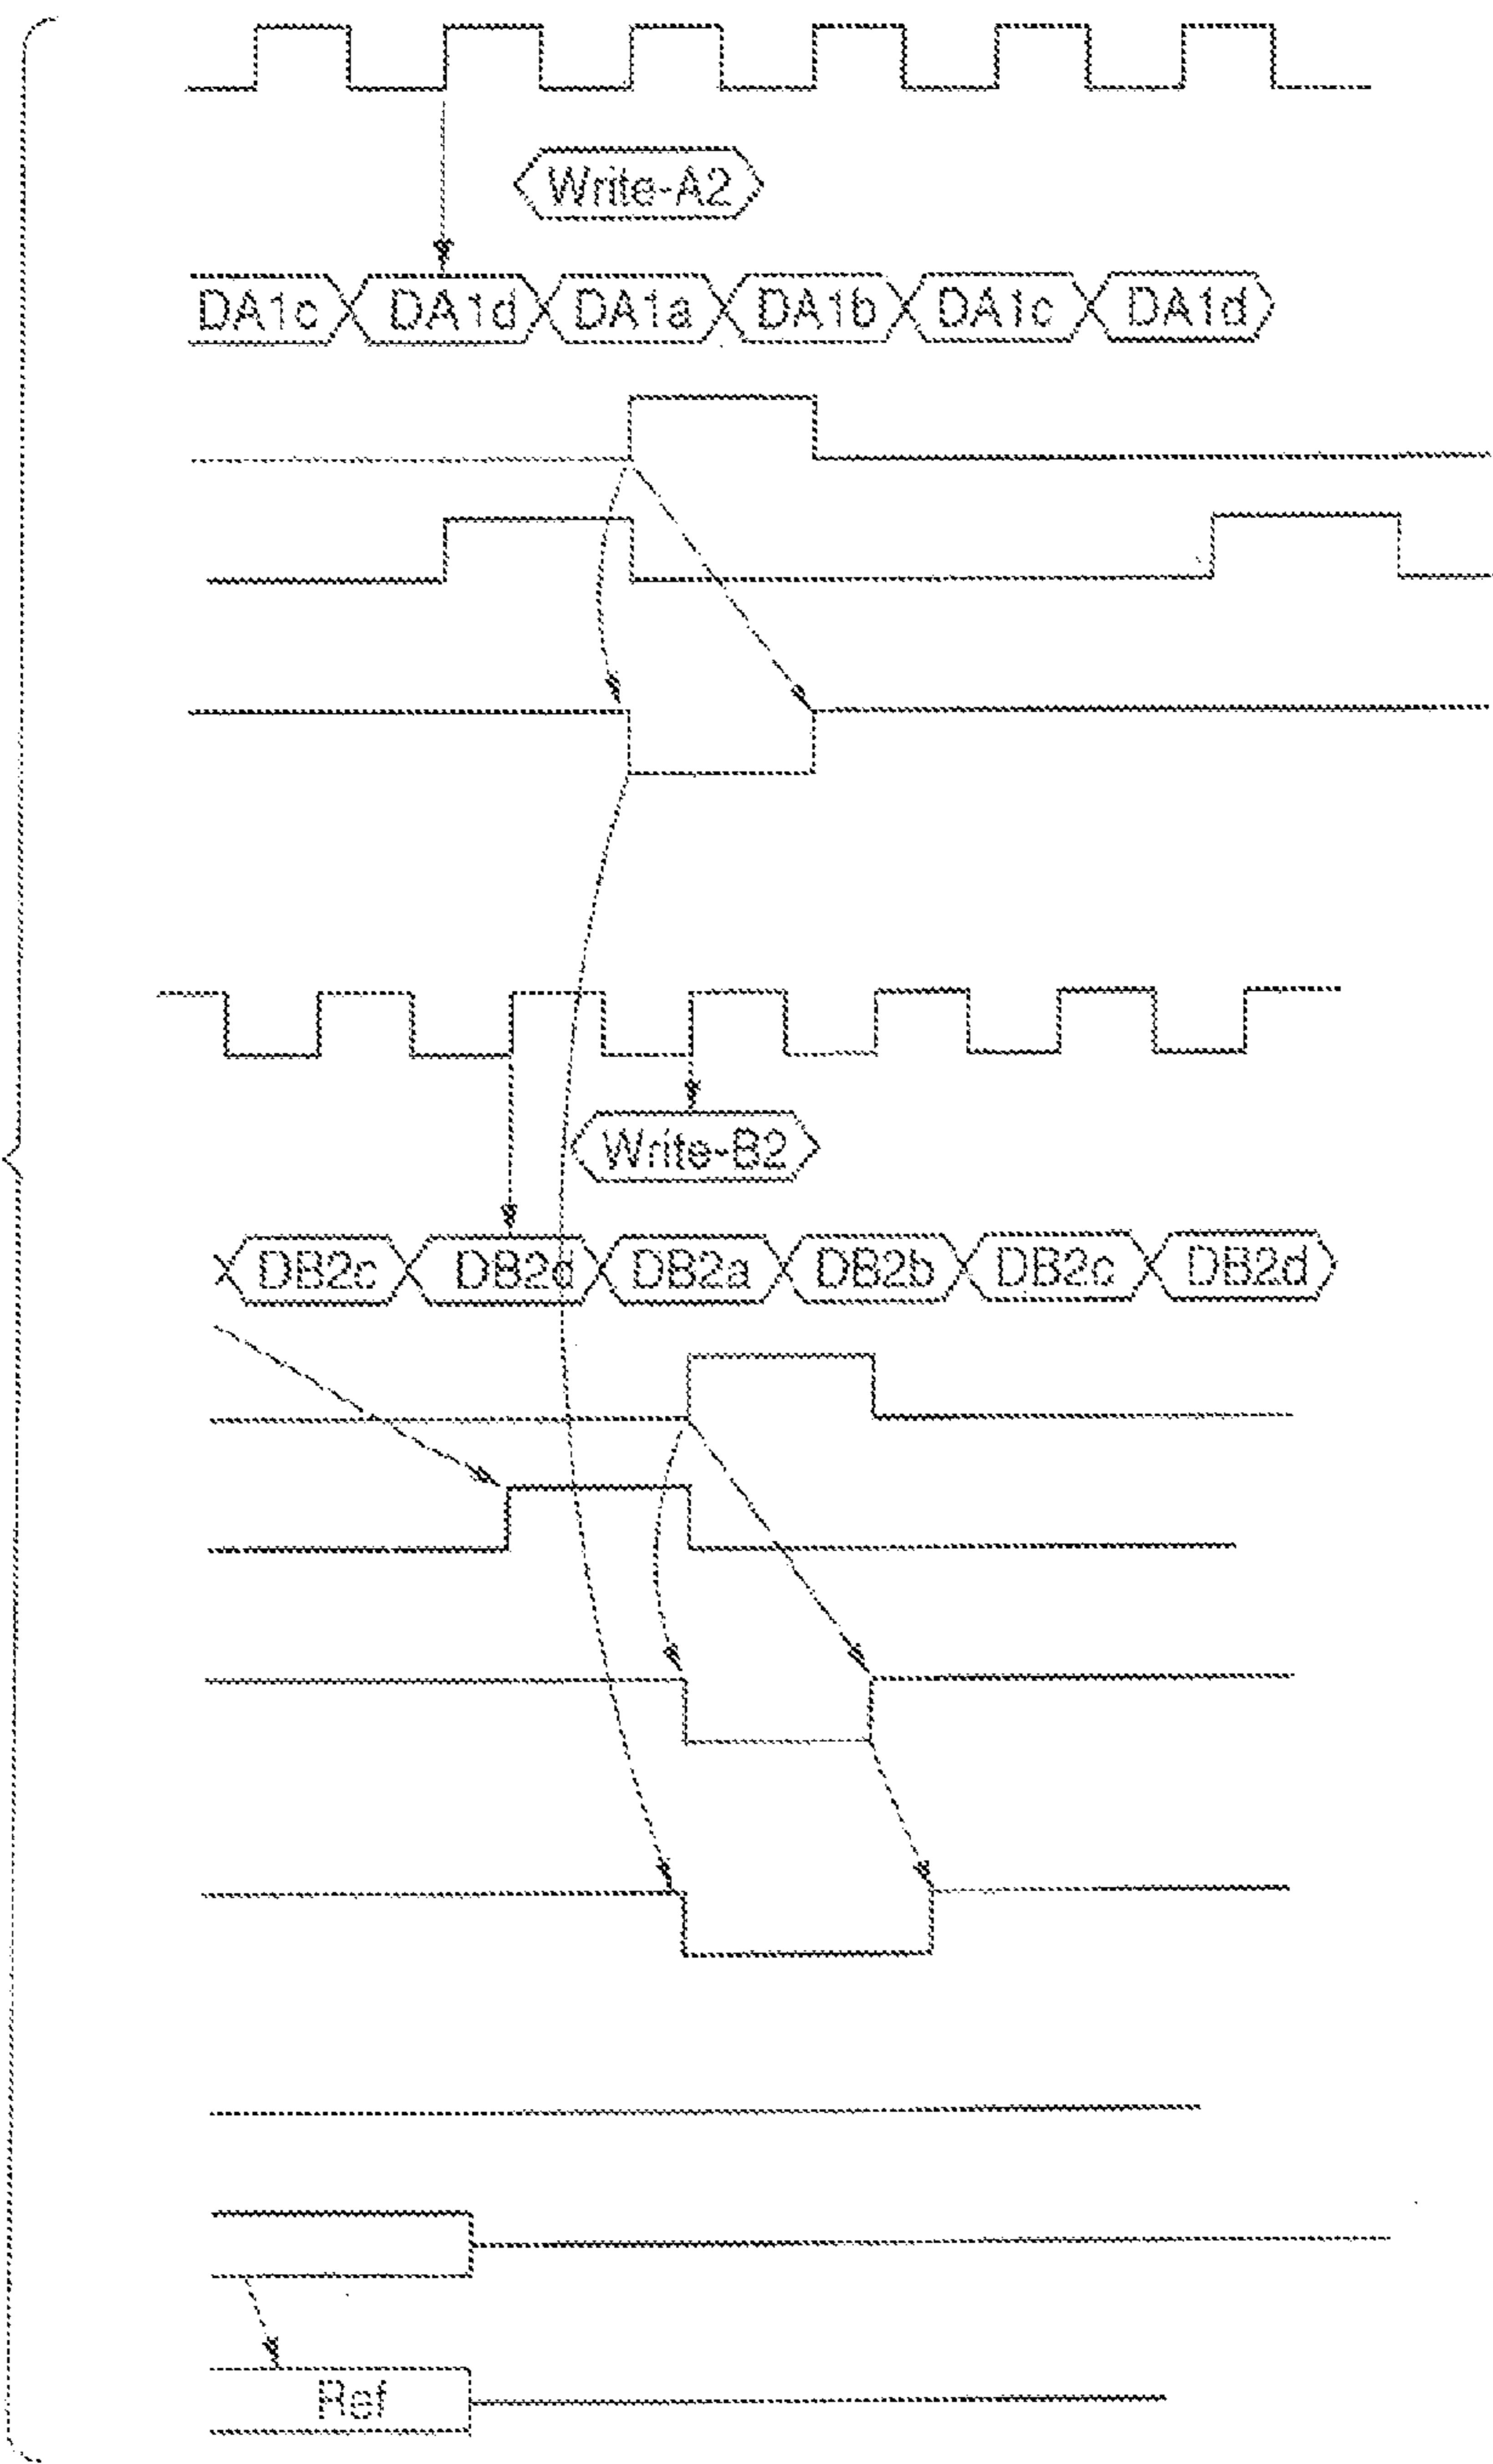 Write-A2
DA1c DA1d DA1a DA1b DA1c DA1d
Write-B2
DB2c DB2d DB2a DB2b DB2c DB2d
Ref